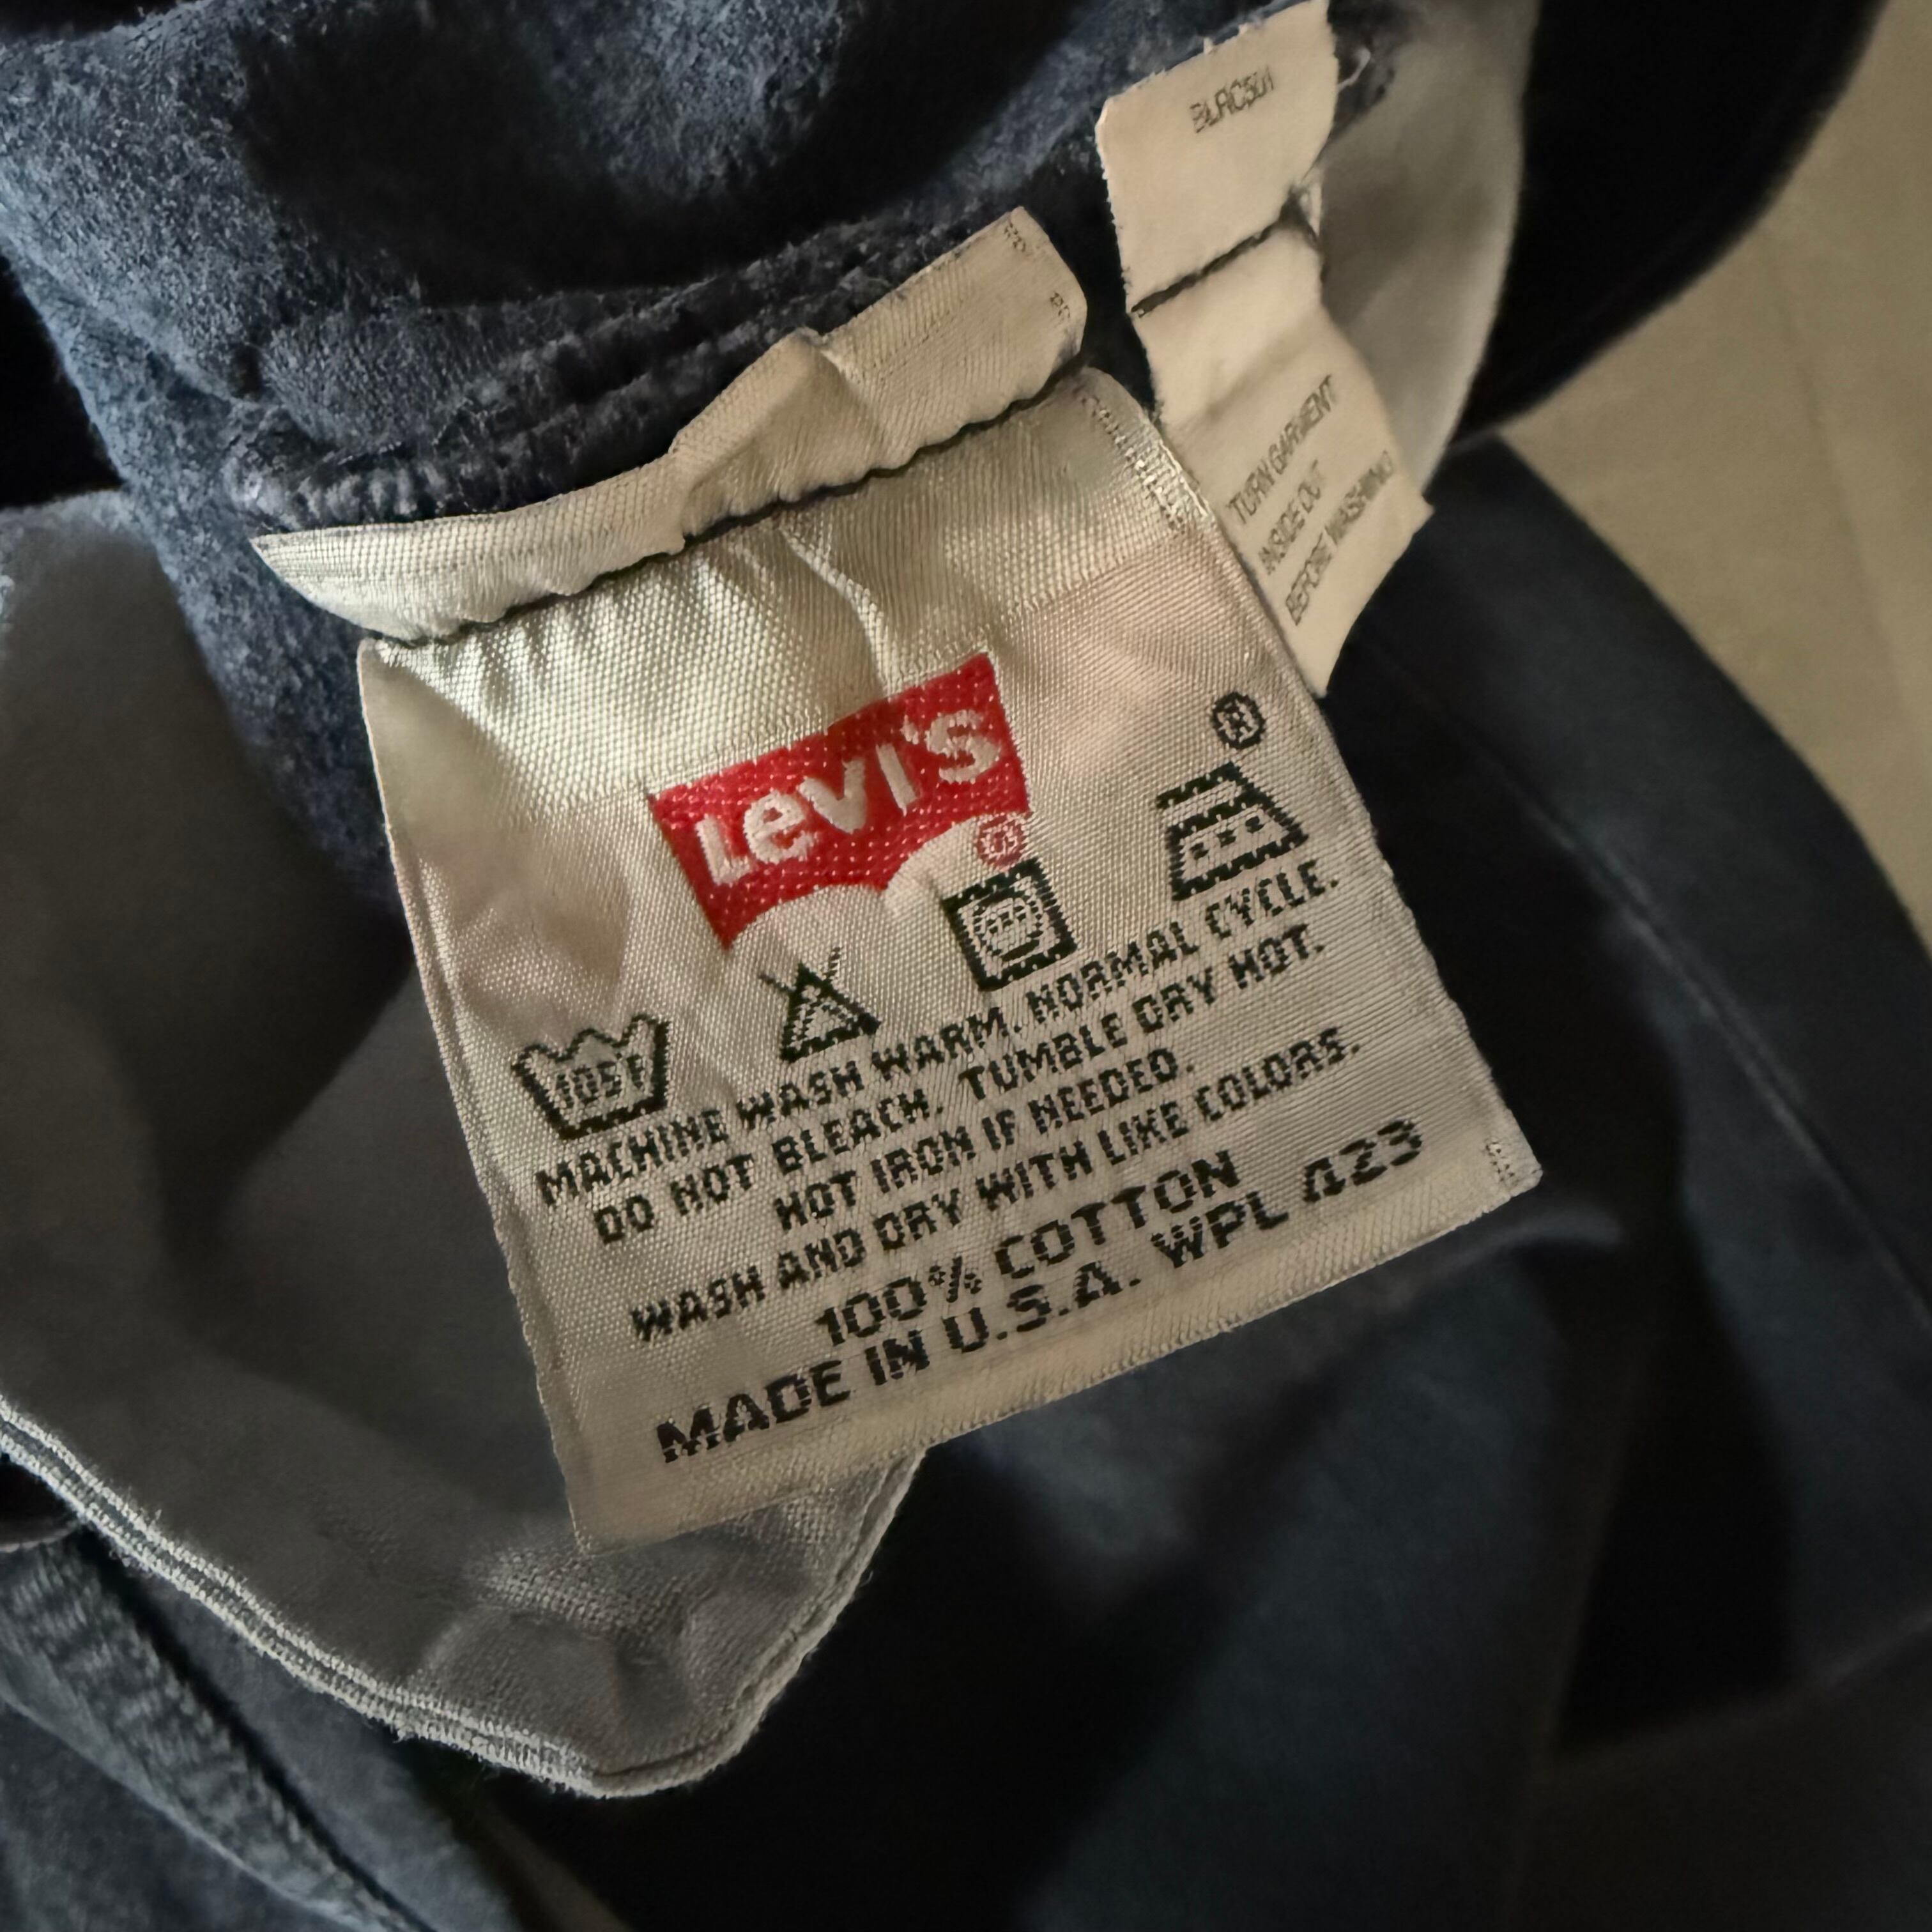 TURN GARMENT
INSIDE OUT
BEFORE WASHING
Levi's
®
®
105F
MACHINE WASH WARM. NORMAL CYCLE.
DO NOT BLEACH. TUMBLE DRY HOT.
HOT IRON IF NEEDED.
WASH AND DRY WITH LIKE COLORS.
100% COTTON
MADE IN U.S.A. WPL 423